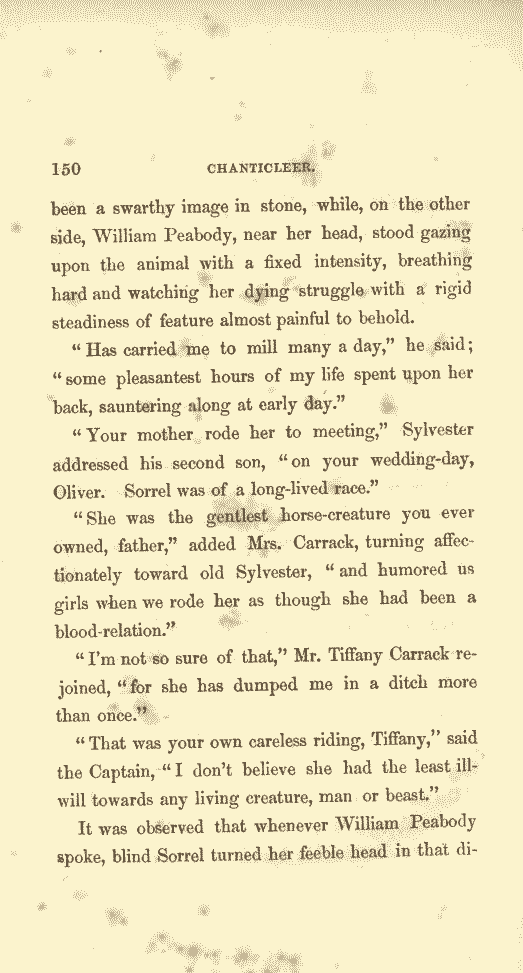 150 CHANTICLEER.
been a swarthy image in stone, while, on the other
side, William Peabody, near her head, stood gazing
upon the animal with a fixed intensity, breathing
hard and watching her dying struggle with a rigid
steadiness of feature almost painful to behold.
“Has carried me to mill many a day,” he said;
“some pleasantest hours of my life spent upon her
back, sauntering along at early day.”
“Your mother rode her to meeting,” Sylvester
addressed his second son, “on your wedding-day,
Oliver. Sorrel was of a long-lived race.”
“She was the gentlest horse-creature you ever
owned, father,” added Mrs. Carrack, turning affec-
tionately toward old Sylvester, “and humored us
girls when we rode her as though she had been a
blood-relation.”
“I'm not so sure of that,” Mr. Tiffany Carrack re-
joined, “for she has dumped me in a ditch more
than once.”
“That was your own careless riding, Tiffany,” said
the Captain, “I don't believe she had the least ill-
will towards any living creature, man or beast.”
It was observed that whenever William Peabody
spoke, blind Sorrel turned her feeble head in that di-